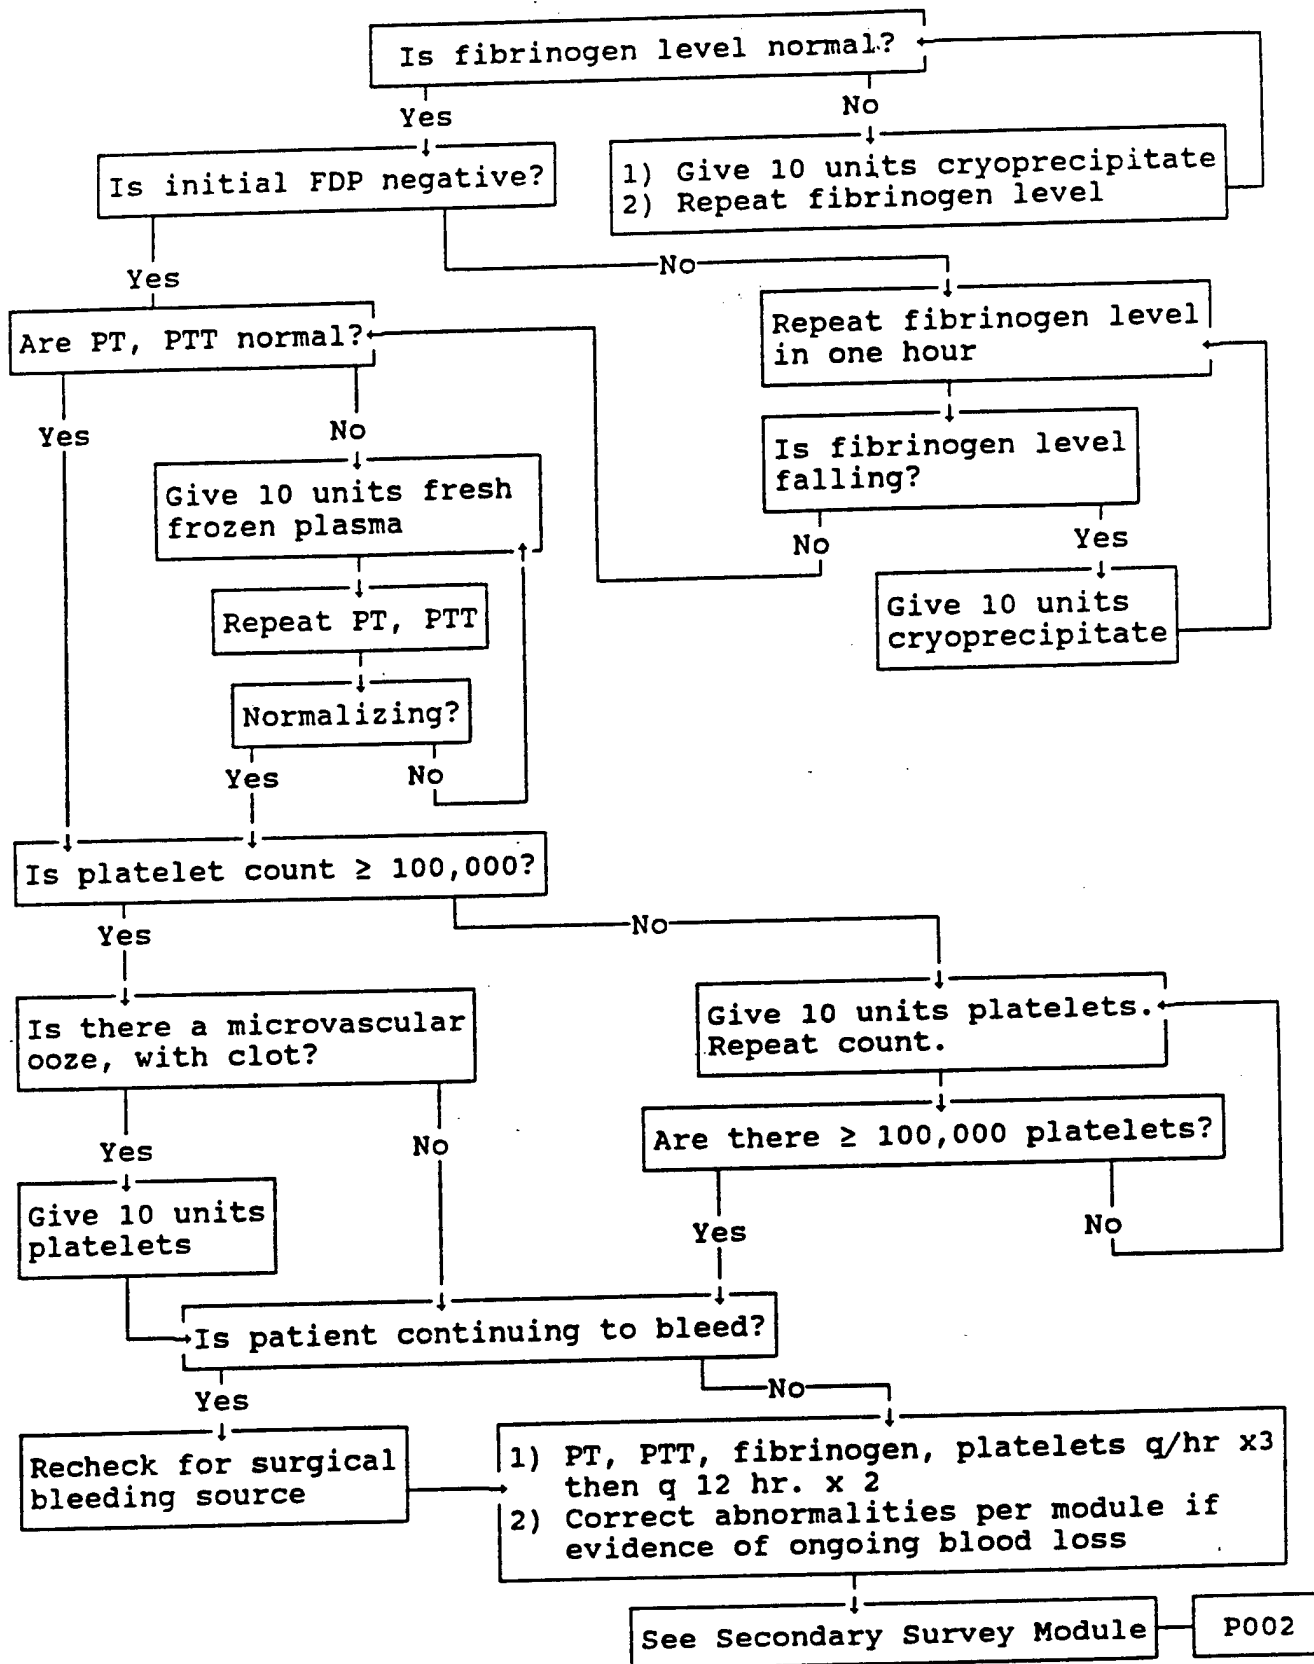 Is fibrinogen level normal?
Yes
No
1) Give 10 units cryoprecipitate
2) Repeat fibrinogen level
Is initial FDP negative?
Yes
No
Are PT, PTT normal?
Repeat fibrinogen level
in one hour
Yes
No
Is fibrinogen level
falling?
Give 10 units fresh
frozen plasma
No
Yes
Repeat PT, PTT
Give 10 units
cryoprecipitate
Normalizing?
Yes
No
Is platelet count ≥ 100,000?
Yes
No
Is there a microvascular
ooze, with clot?
Give 10 units platelets.
Repeat count.
Yes
No
Are there ≥ 100,000 platelets?
Give 10 units
platelets
Yes
No
Is patient continuing to bleed?
Yes
No
Recheck for surgical
bleeding source
1) PT, PTT, fibrinogen, platelets q/hr x3
then q 12 hr. x 2
2) Correct abnormalities per module if
evidence of ongoing blood loss
See Secondary Survey Module
P002